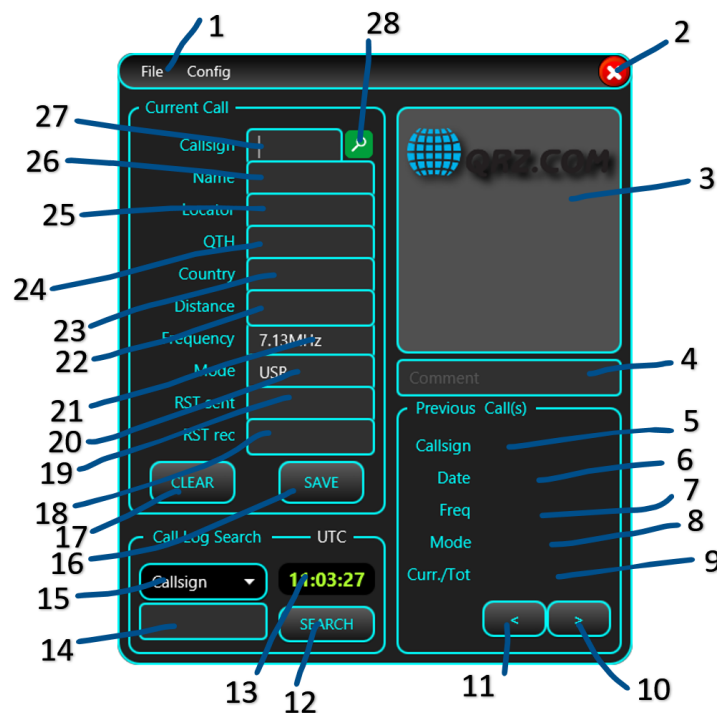 1
28
2
File Config
Current Call
27
Callsign
QRZ.COM
26
Name
3
25
Locator
QTH
24
Country
23
Distance
22
Frequency 7.13MHz
4
Comment
21
Mode USB
Previous Call(s)
20
RST sent
5
Callsign
19
RST rec
6
Date
18
CLEAR SAVE
7
Freq
17
8
Mode
16
Call Log Search UTC
9
Curr./Tot
15
Callsign 11:03:27
14
SEARCH
< >
13
12
11
10